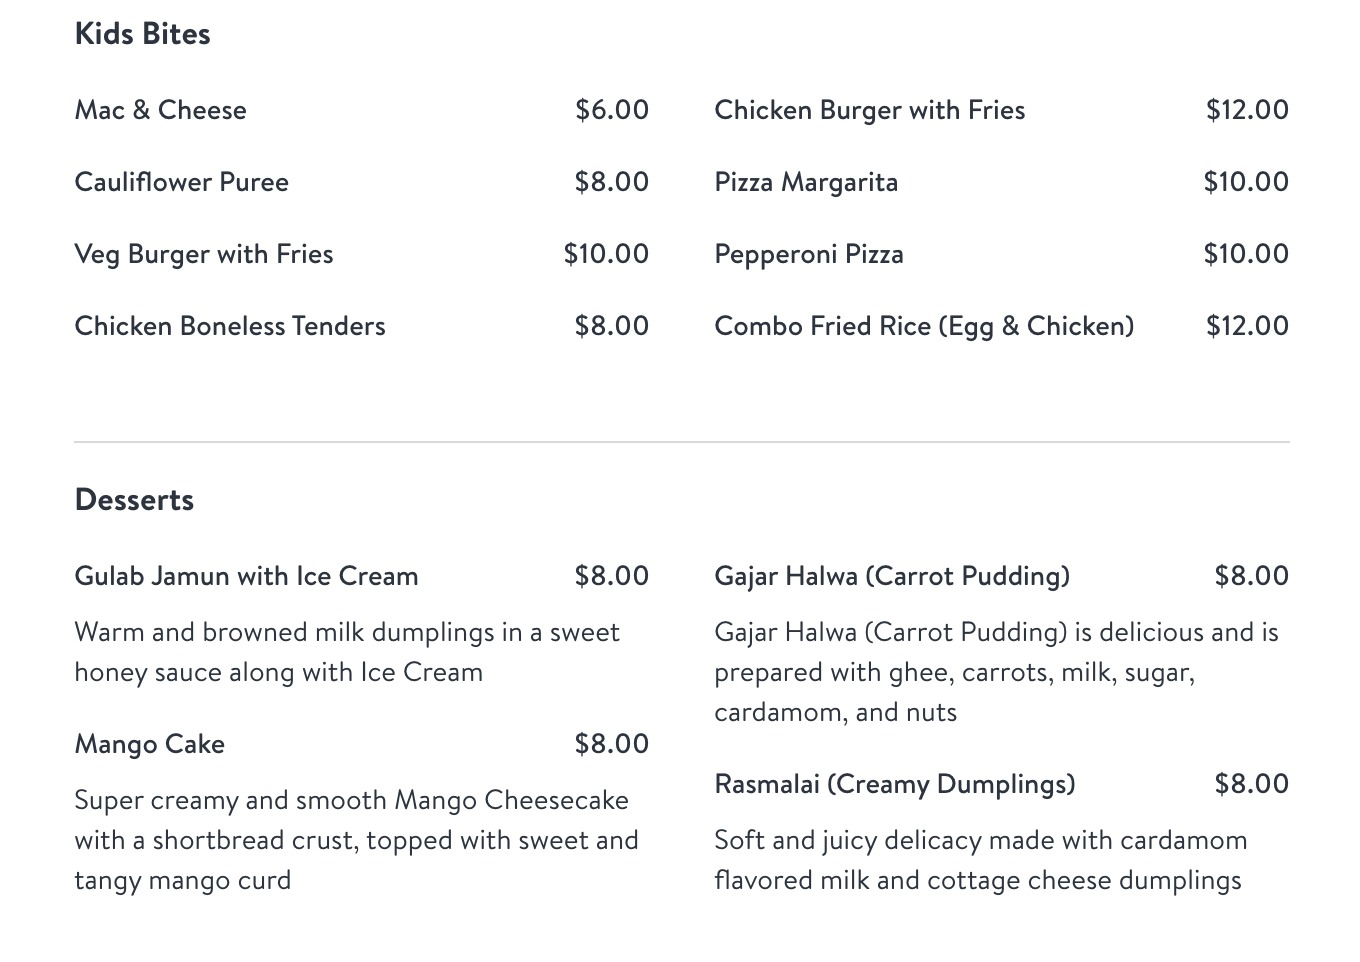 Kids Bites
Mac & Cheese $6.00
Cauliflower Puree $8.00
Veg Burger with Fries $10.00
Chicken Boneless Tenders $8.00
Chicken Burger with Fries $12.00
Pizza Margarita $10.00
Pepperoni Pizza $10.00
Combo Fried Rice (Egg & Chicken) $12.00
Desserts
Gulab Jamun with Ice Cream $8.00
Warm and browned milk dumplings in a sweet
honey sauce along with Ice Cream
Mango Cake $8.00
Super creamy and smooth Mango Cheesecake
with a shortbread crust, topped with sweet and
tangy mango curd
Gajar Halwa (Carrot Pudding) $8.00
Gajar Halwa (Carrot Pudding) is delicious and is
prepared with ghee, carrots, milk, sugar,
cardamom, and nuts
Rasmalai (Creamy Dumplings) $8.00
Soft and juicy delicacy made with cardamom
flavored milk and cottage cheese dumplings